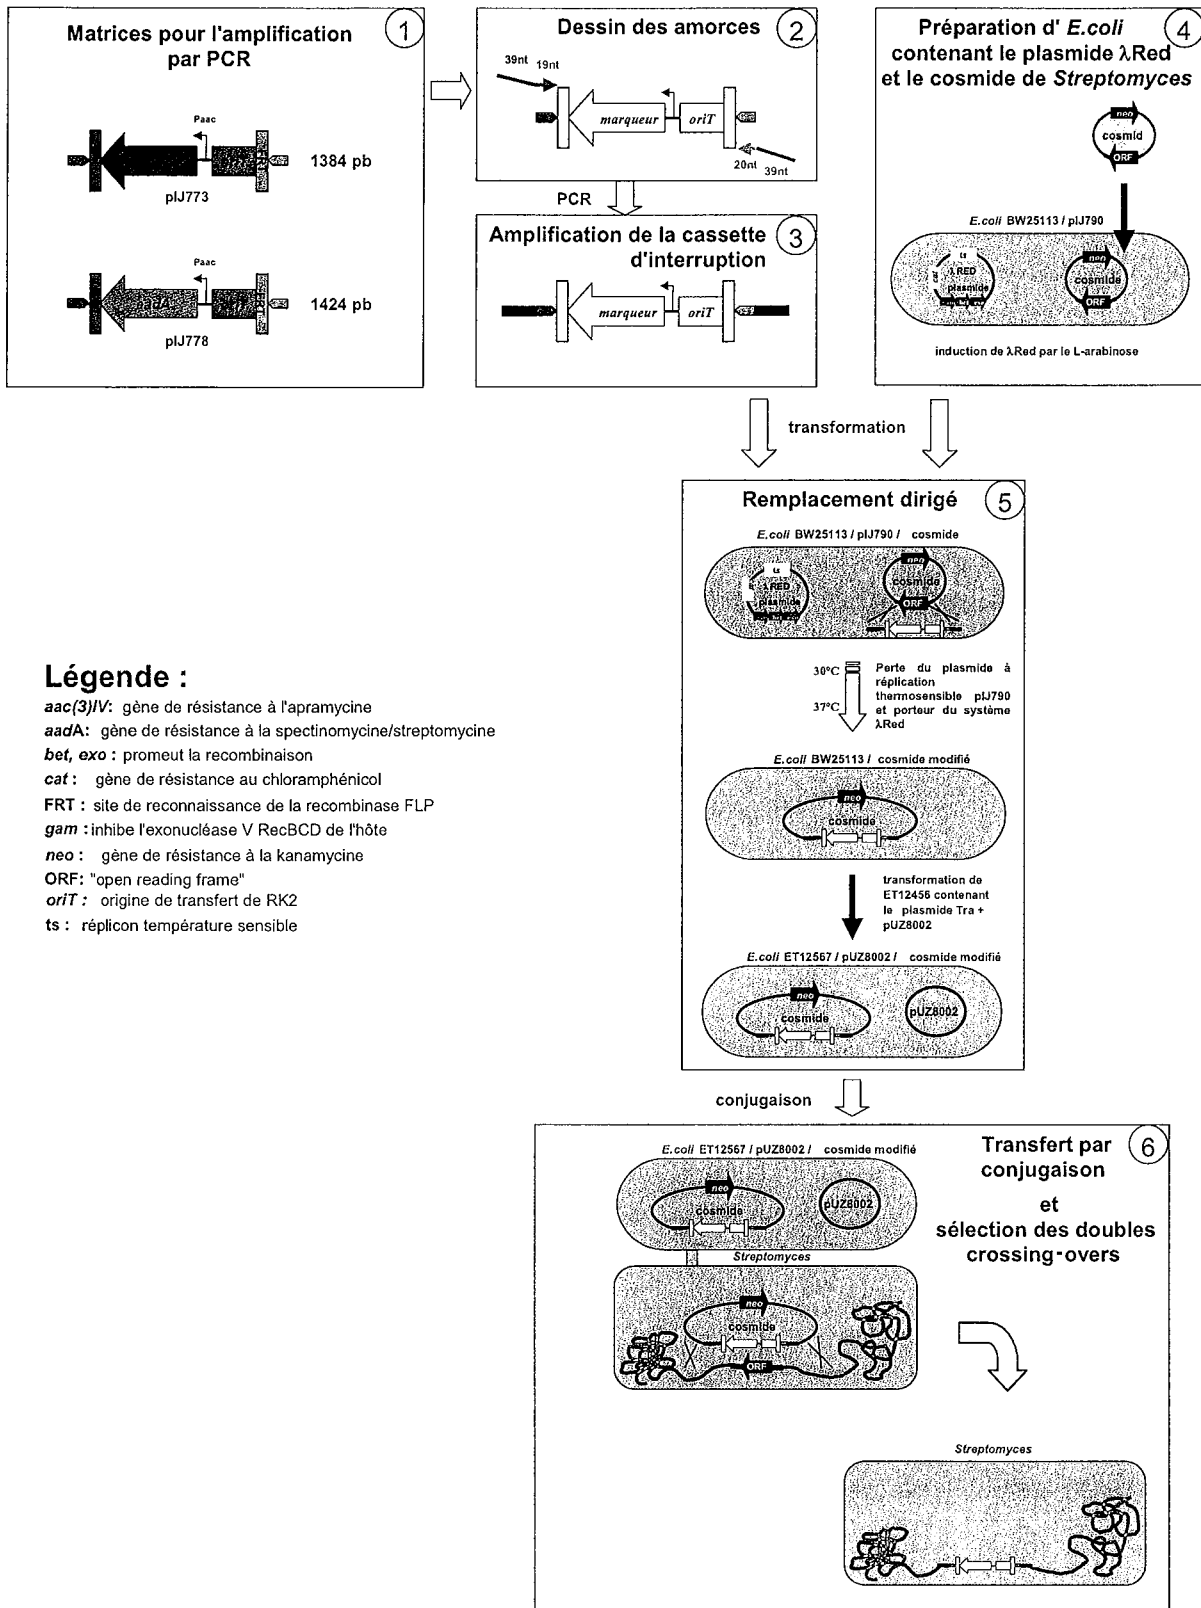 1
Matrices pour l'amplification
par PCR
Paac
FRT
1384 pb
pIJ773
Paac
aadA
FRT
1424 pb
pIJ778
2
Dessin des amorces
39nt
19nt
marqueur
oriT
20nt
39nt
PCR
3
Amplification de la cassette
d'interruption
marqueur
oriT
4
Préparation d' E.coli
contenant le plasmide λRed
et le cosmide de Streptomyces
neo
cosmid
ORF
E.coli BW25113 / pIJ790
ts
cat
λ RED
plasmide
neo
cosmide
ORF
induction de λRed par le L-arabinose
transformation
5
Remplacement dirigé
E.coli BW25113 / pIJ790 / cosmide
ts
λ RED
plasmide
neo
cosmide
ORF
30°C
37°C
Perte du plasmide à
réplication
thermosensible pIJ790
et porteur du système
λRed
E.coli BW25113 / cosmide modifié
neo
cosmide
transformation de
ET12456 contenant
le plasmide Tra +
pUZ8002
E.coli ET12567 / pUZ8002 / cosmide modifié
neo
cosmide
pUZ8002
Légende :
aac(3)IV: gène de résistance à l'apramycine
aadA: gène de résistance à la spectinomycine/streptomycine
bet, exo : promeut la recombinaison
cat : gène de résistance au chloramphénicol
FRT : site de reconnaissance de la recombinase FLP
gam : inhibe l'exonucléase V RecBCD de l'hôte
neo : gène de résistance à la kanamycine
ORF: "open reading frame"
oriT : origine de transfert de RK2
ts : réplicon température sensible
conjugaison
6
Transfert par
conjugaison
et
sélection des doubles
crossing-overs
E.coli ET12567 / pUZ8002 / cosmide modifié
neo
cosmide
pUZ8002
Streptomyces
neo
cosmide
ORF
Streptomyces